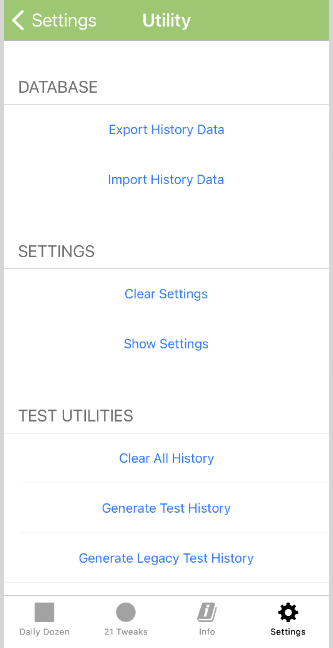 Settings
Utility
DATABASE
Export History Data
Import History Data
SETTINGS
Clear Settings
Show Settings
TEST UTILITIES
Clear All History
Generate Test History
Generate Legacy Test History
Daily Dozen
21 Tweaks
Info
Settings